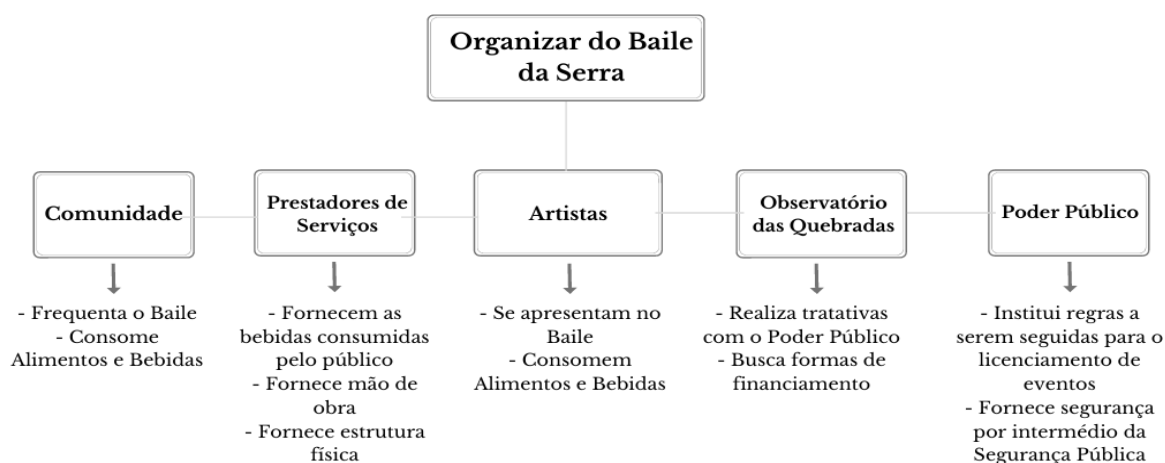 Organizar do Baile
da Serra
Comunidade
Prestadores de
Serviços
Artistas
Observatório
das Quebradas
Poder Público
- Frequenta o Baile
- Consome
Alimentos e Bebidas
- Fornecem as
bebidas consumidas
pelo público
- Fornece mão de
obra
- Fornece estrutura
física
- Se apresentam no
Baile
- Consomem
Alimentos e Bebidas
- Realiza tratativas
com o Poder Público
- Busca formas de
financiamento
- Institui regras a
serem seguidas para o
licenciamento de
eventos
- Fornece segurança
por intermédio da
Segurança Pública